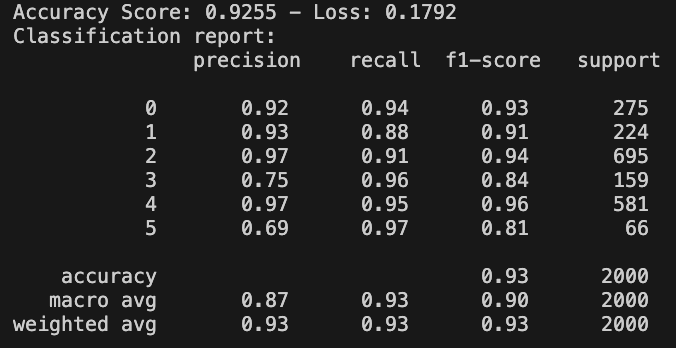 Accuracy Score: 0.9255 - Loss: 0.1792
Classification report:
precision recall f1-score support
0 0.92 0.94 0.93 275
1 0.93 0.88 0.91 224
2 0.97 0.91 0.94 695
3 0.75 0.96 0.84 159
4 0.97 0.95 0.96 581
5 0.69 0.97 0.81 66
accuracy 0.93 2000
macro avg 0.87 0.93 0.90 2000
weighted avg 0.93 0.93 0.93 2000